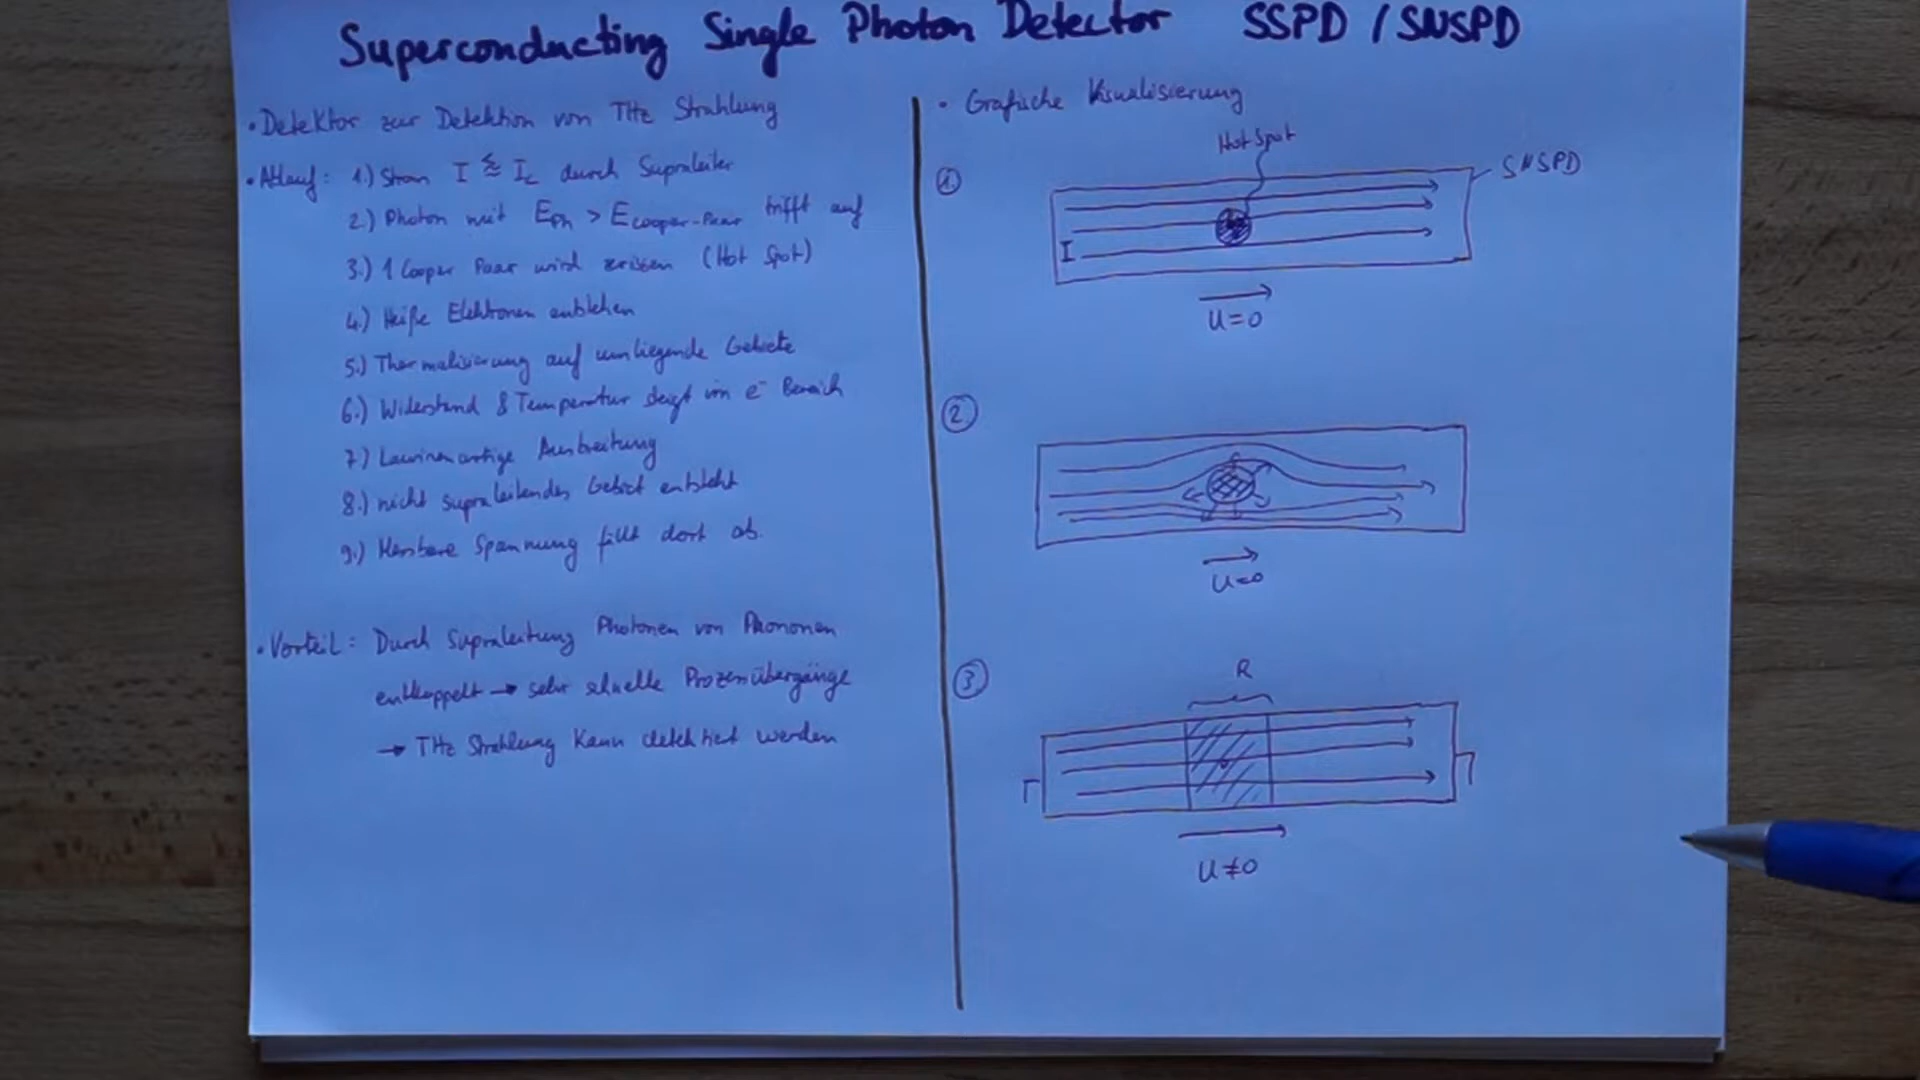 Superconducting Single Photon Detector SSPD / SNSPD
• Detektor zur Detektion von THz Strahlung
• Ablauf: 1.) Strom I ⪅ Ic durch Supraleiter
2.) Photon mit EPh > Ecooper-Paar trifft auf
3.) 1 Cooper Paar wird zerissen (Hot Spot)
4.) Heiße Elektronen entstehen
5.) Thermalisierung auf umliegende Gebiete
6.) Widerstand & Temperatur steigt im e⁻ Bereich
7.) Lawinenartige Ausbreitung
8.) nicht supraleitendes Gebiet entsteht
9.) Messbare Spannung fällt dort ab.
• Vorteil: Durch Supraleitung Photonen von Phononen
entkoppelt → sehr schnelle Prozessübergänge
→ THz Strahlung kann detektiert werden
• Grafische Visualisierung
Hot Spot
①
SNSPD
I
U=0
②
U=0
③
R
U≠0